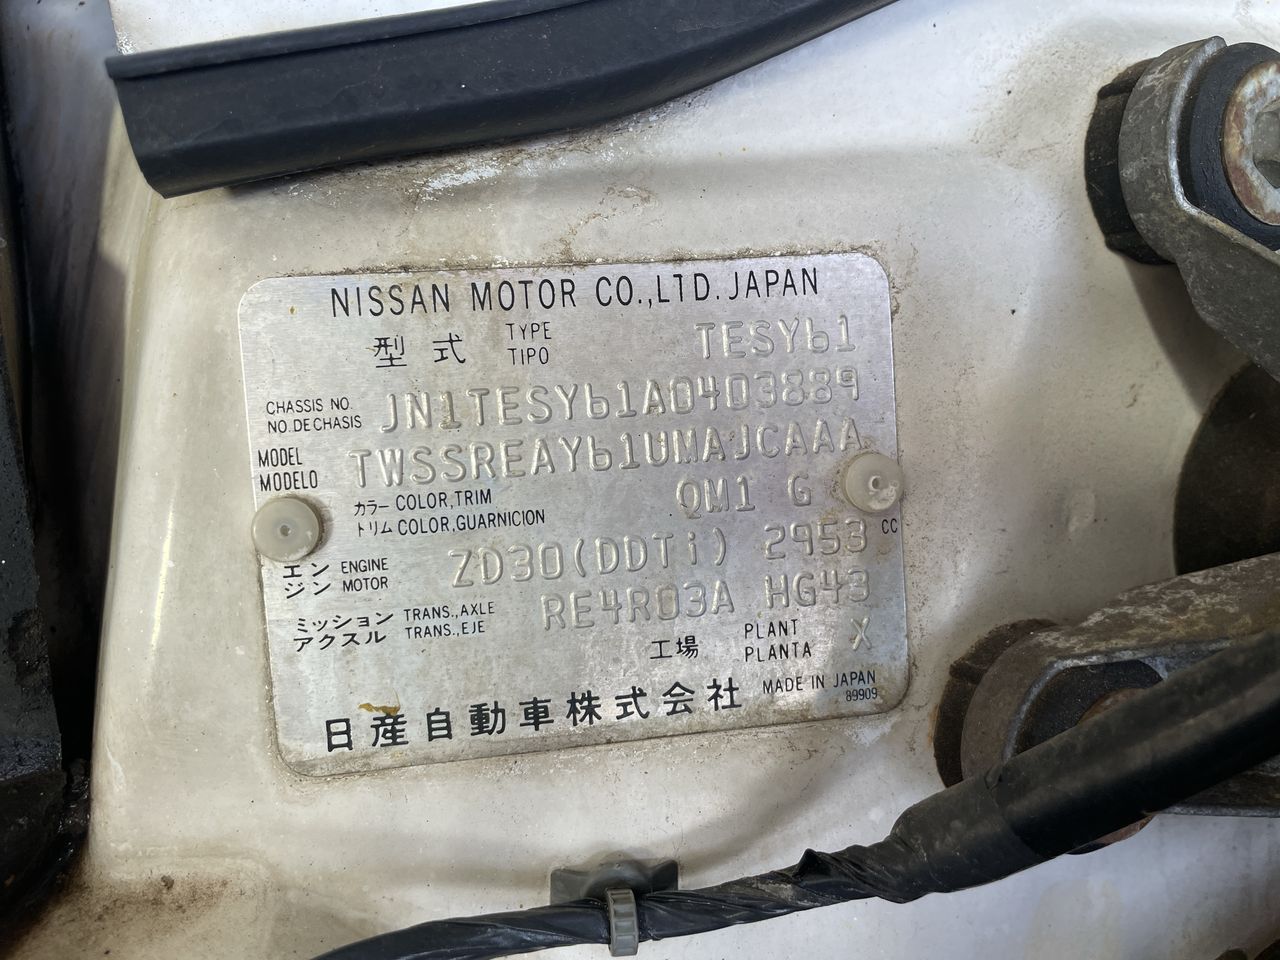 NISSAN MOTOR CO.,LTD. JAPAN
型式 TYPE TIPO TESY61
CHASSIS NO. NO. DE CHASIS JN1TESY61A0403889
MODEL MODELO TWSSREAY61UMAJCAAA
カラー COLOR,TRIM
トリム COLOR,GUARNICION QM1 G
エンジン ENGINE MOTOR ZD30(DDTi) 2953 CC
ミッション TRANS.,AXLE RE4R03A HG43
アクスル TRANS.,EJE
工場 PLANT PLANTA X
日産自動車株式会社 MADE IN JAPAN
89909